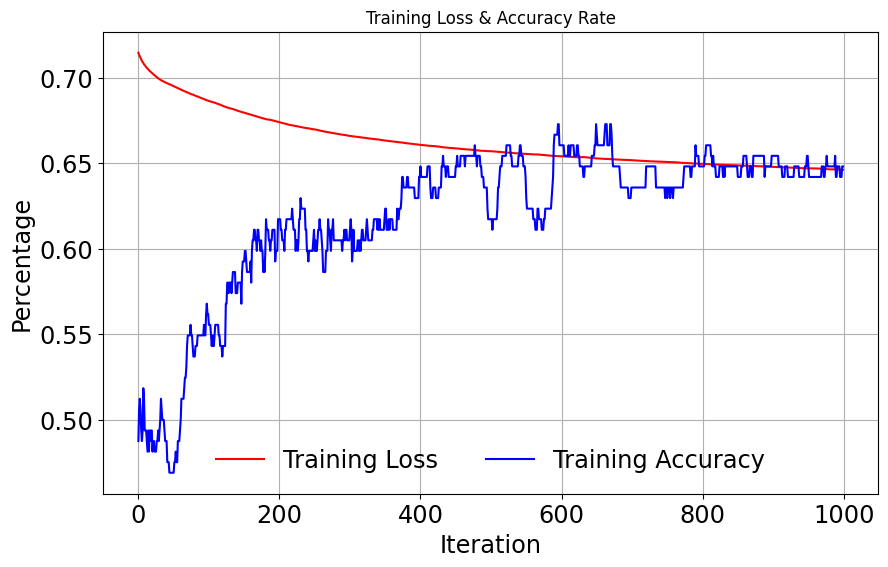 Training Loss & Accuracy Rate
0.70
0.65
0.60
0.55
0.50
Percentage
Training Loss
Training Accuracy
0
200
400
600
800
1000
Iteration